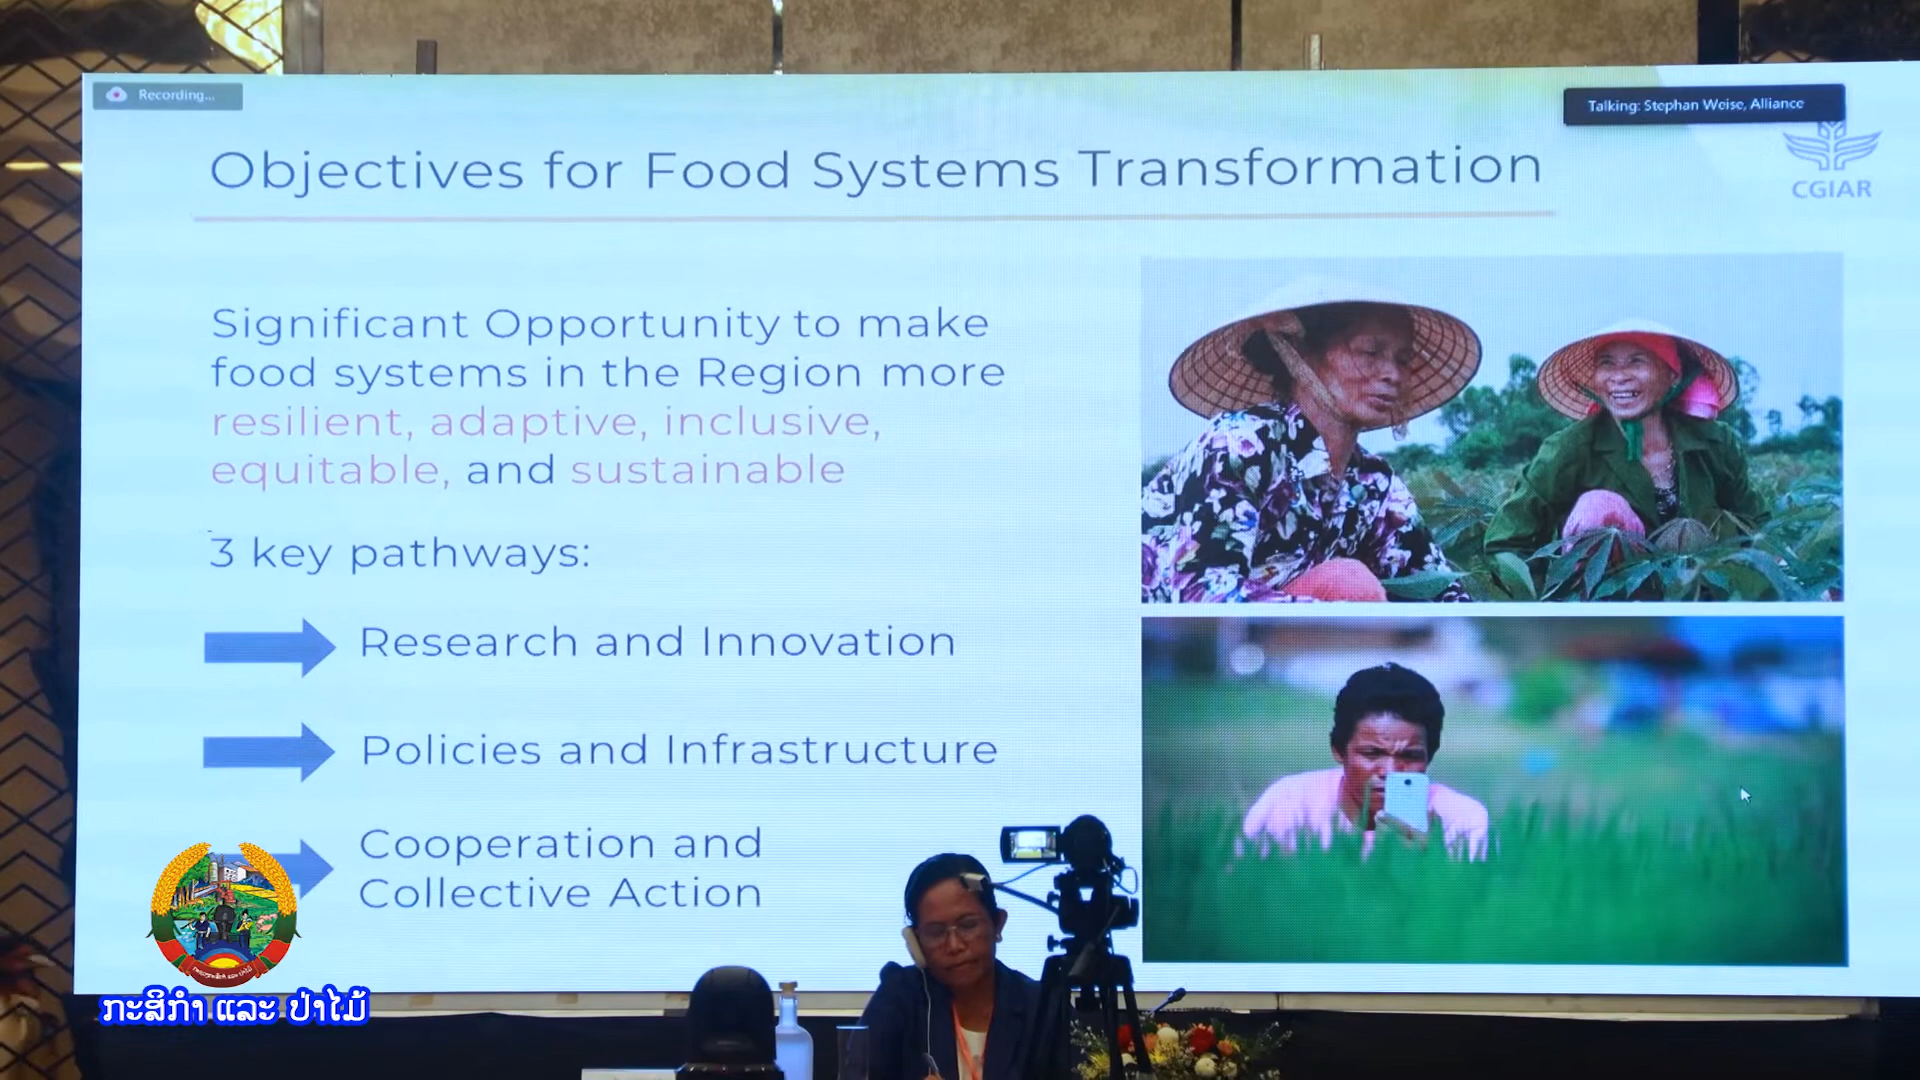 Recording...
Talking: Stephan Weise, Alliance
CGIAR
Objectives for Food Systems Transformation
Significant Opportunity to make
food systems in the Region more
resilient, adaptive, inclusive,
equitable, and sustainable
3 key pathways:
Research and Innovation
Policies and Infrastructure
Cooperation and
Collective Action
ກະສິກຳ ແລະ ປ່າໄມ້